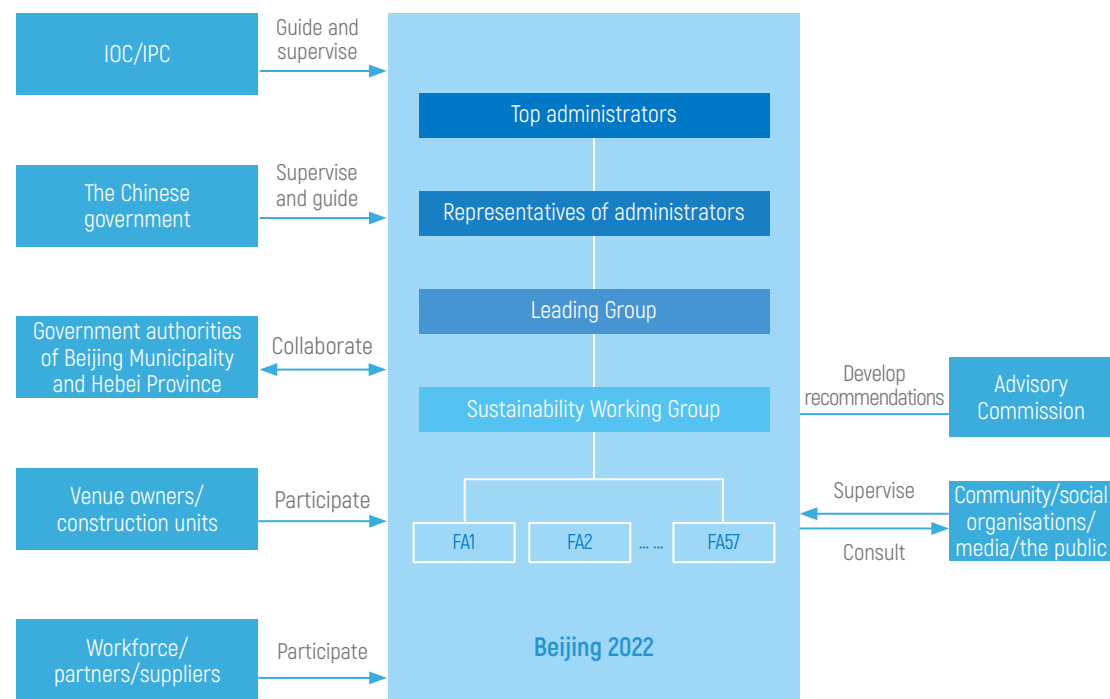 IOC/IPC
Guide and
supervise
The Chinese
government
Supervise
and guide
Government authorities
of Beijing Municipality
and Hebei Province
Collaborate
Venue owners/
construction units
Participate
Workforce/
partners/suppliers
Participate
Top administrators
Representatives of administrators
Leading Group
Sustainability Working Group
FA1
FA2
... ...
FA57
Beijing 2022
Develop
recommendations
Advisory
Commission
Supervise
Consult
Community/social
organisations/
media/the public